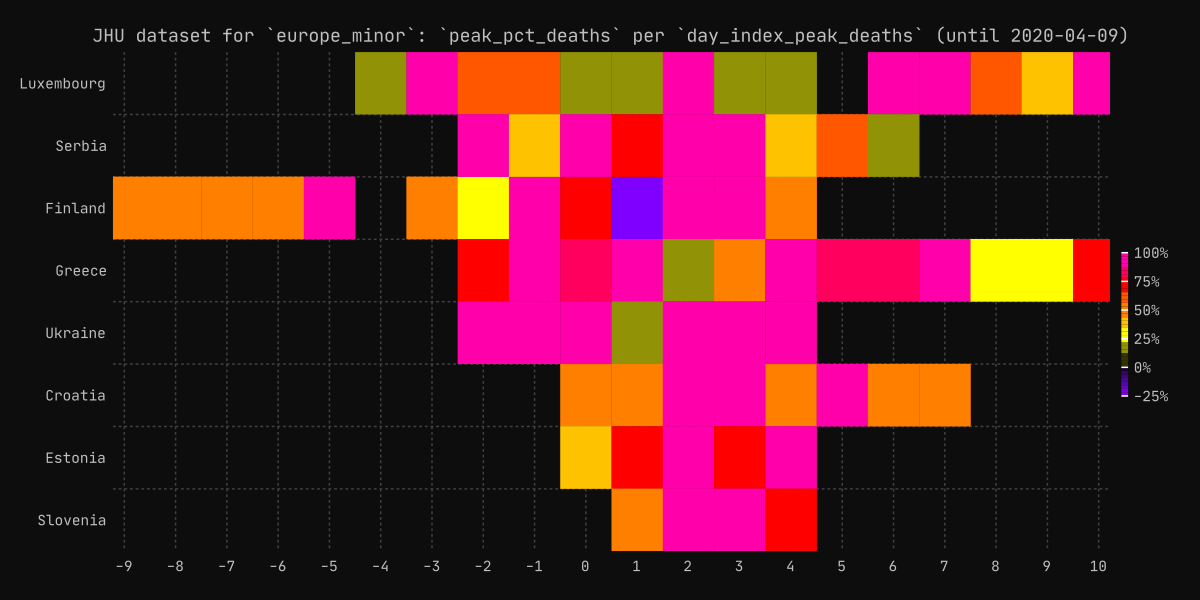 JHU dataset for `europe_minor`: `peak_pct_deaths` per `day_index_peak_deaths` (until 2020-04-09)
Luxembourg
Serbia
Finland
Greece
Ukraine
Croatia
Estonia
Slovenia
100%
75%
50%
25%
0%
-25%
-9 -8 -7 -6 -5 -4 -3 -2 -1 0 1 2 3 4 5 6 7 8 9 10